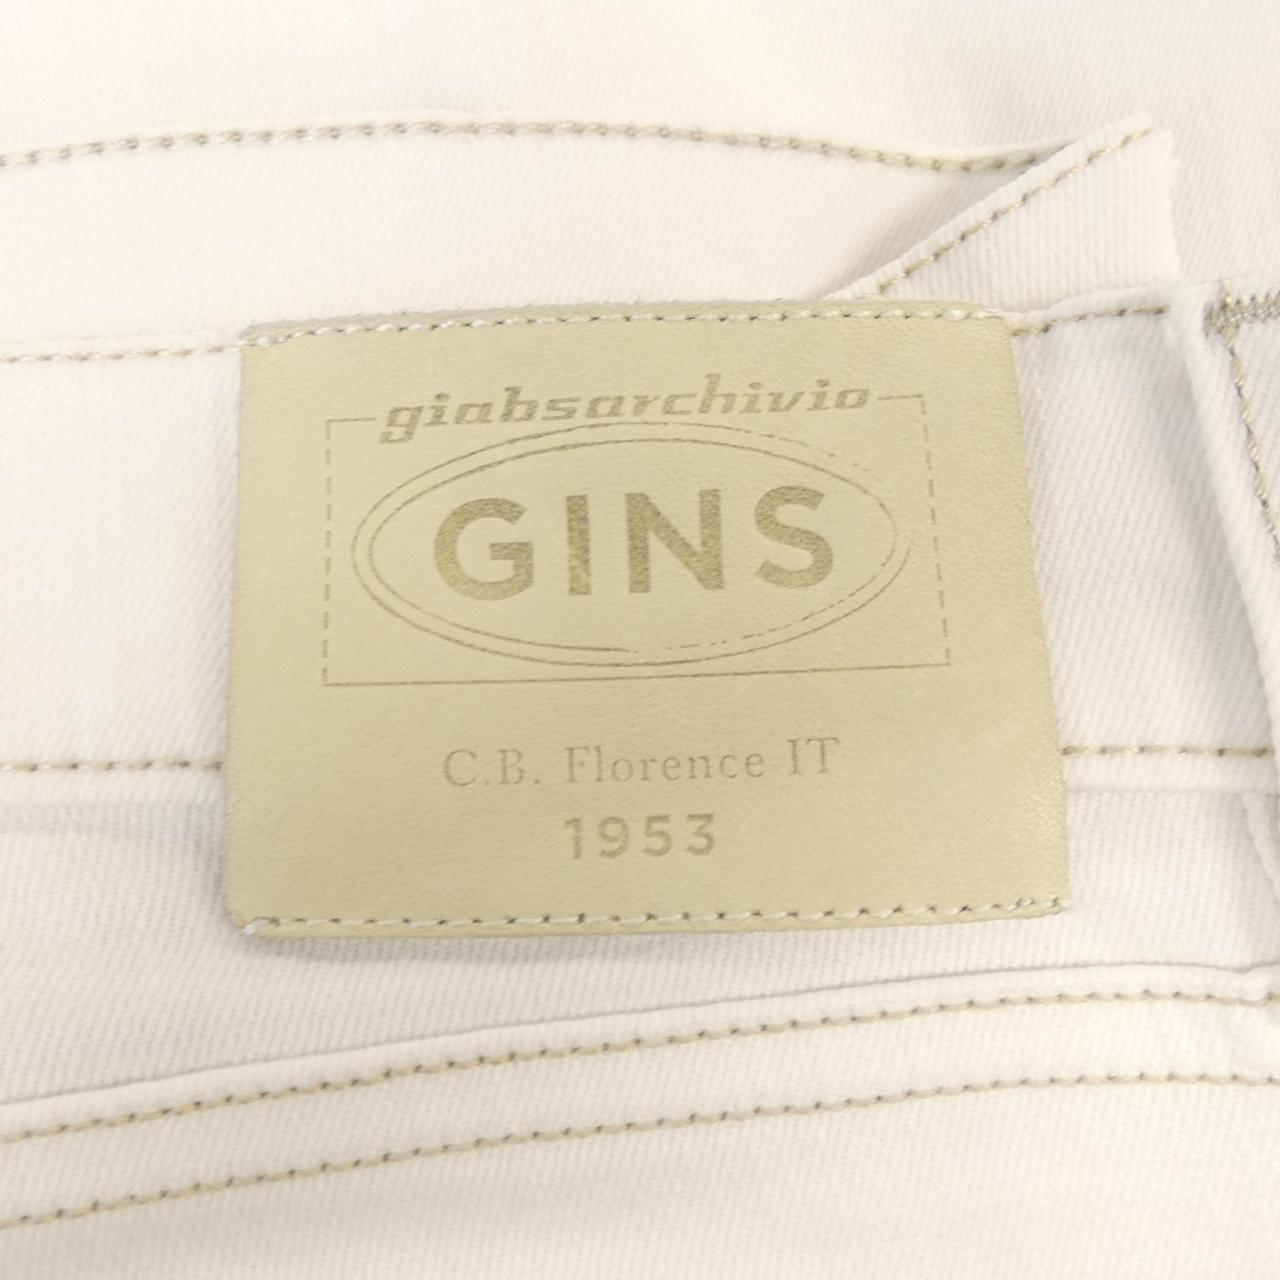 giabsarchivio
GINS
C.B. Florence IT
1953